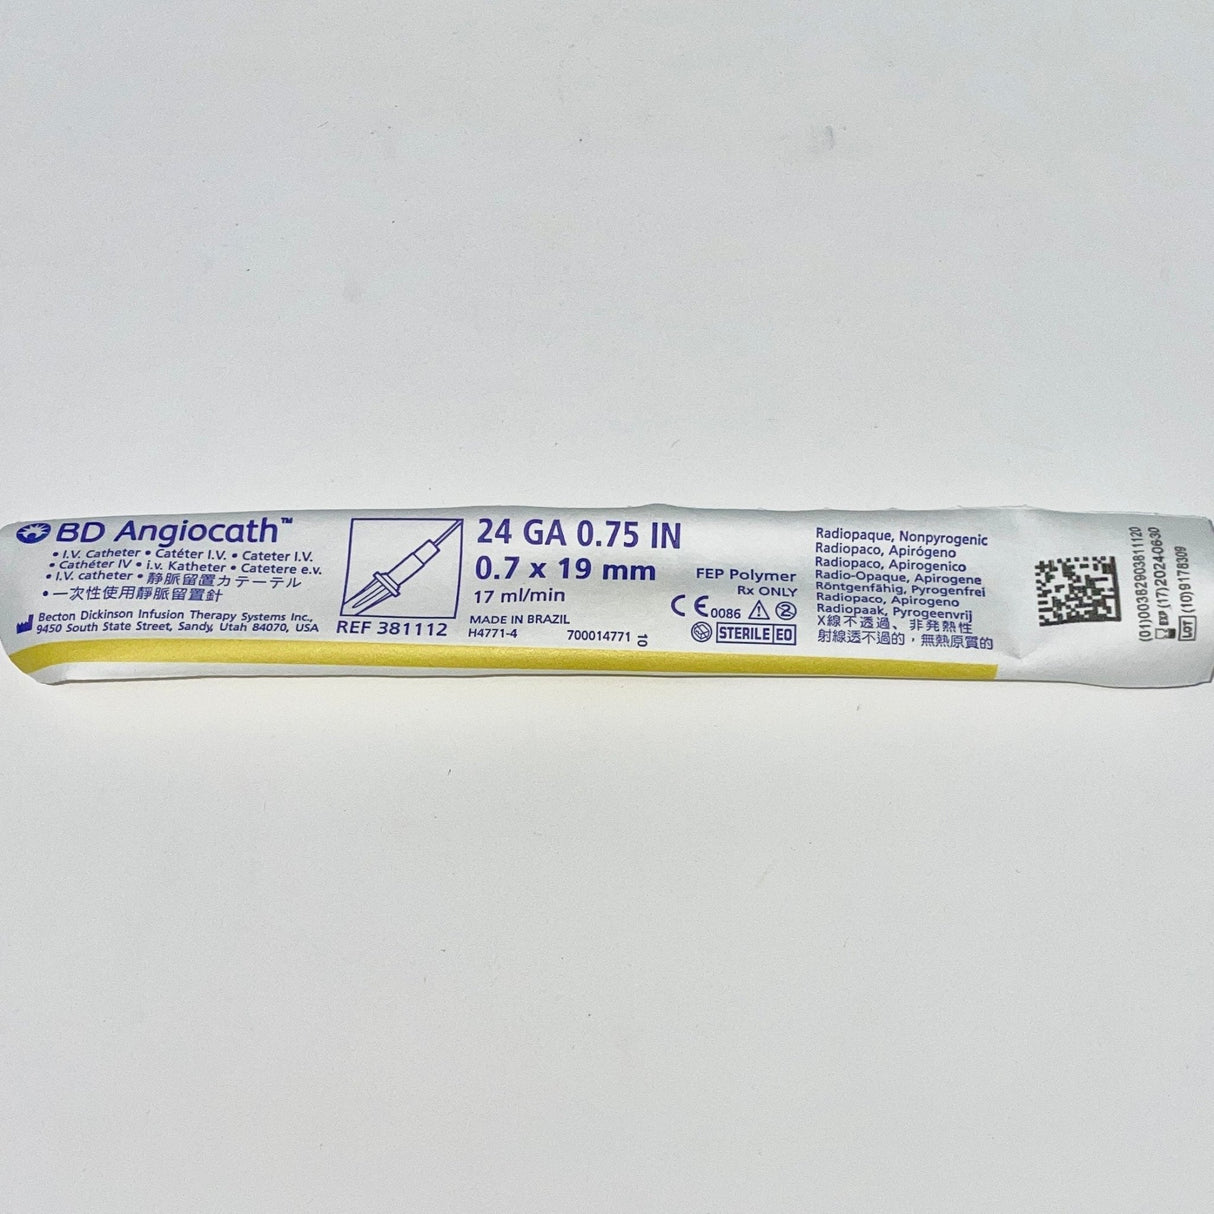 BD Angiocath™
• I.V. Catheter • Catéter I.V. • Cateter I.V.
• Cathéter IV • i.v. Katheter • Catetere e.v.
• I.V. catheter • 静脈留置カテーテル
• 一次性使用靜脈留置針
Becton Dickinson Infusion Therapy Systems Inc.,
9450 South State Street, Sandy, Utah 84070, USA
REF 381112
24 GA 0.75 IN
0.7 x 19 mm
17 ml/min
MADE IN BRAZIL
H4771-4
700014771
10
FEP Polymer
Rx ONLY
CE 0086
2
STERILE EO
Radiopaque, Nonpyrogenic
Radiopaco, Apirógeno
Radiopaco, Apirogenico
Radio-Opaque, Apirogene
Röntgenfähig, Pyrogenfrei
Radiopaco, Apirogeno
Radiopaak, Pyrogeenvrij
X線不透過、非発熱性
射線透不過的，無熱原質的
(01)00382903811120
EXP (17)20240630
LOT (10)9178309